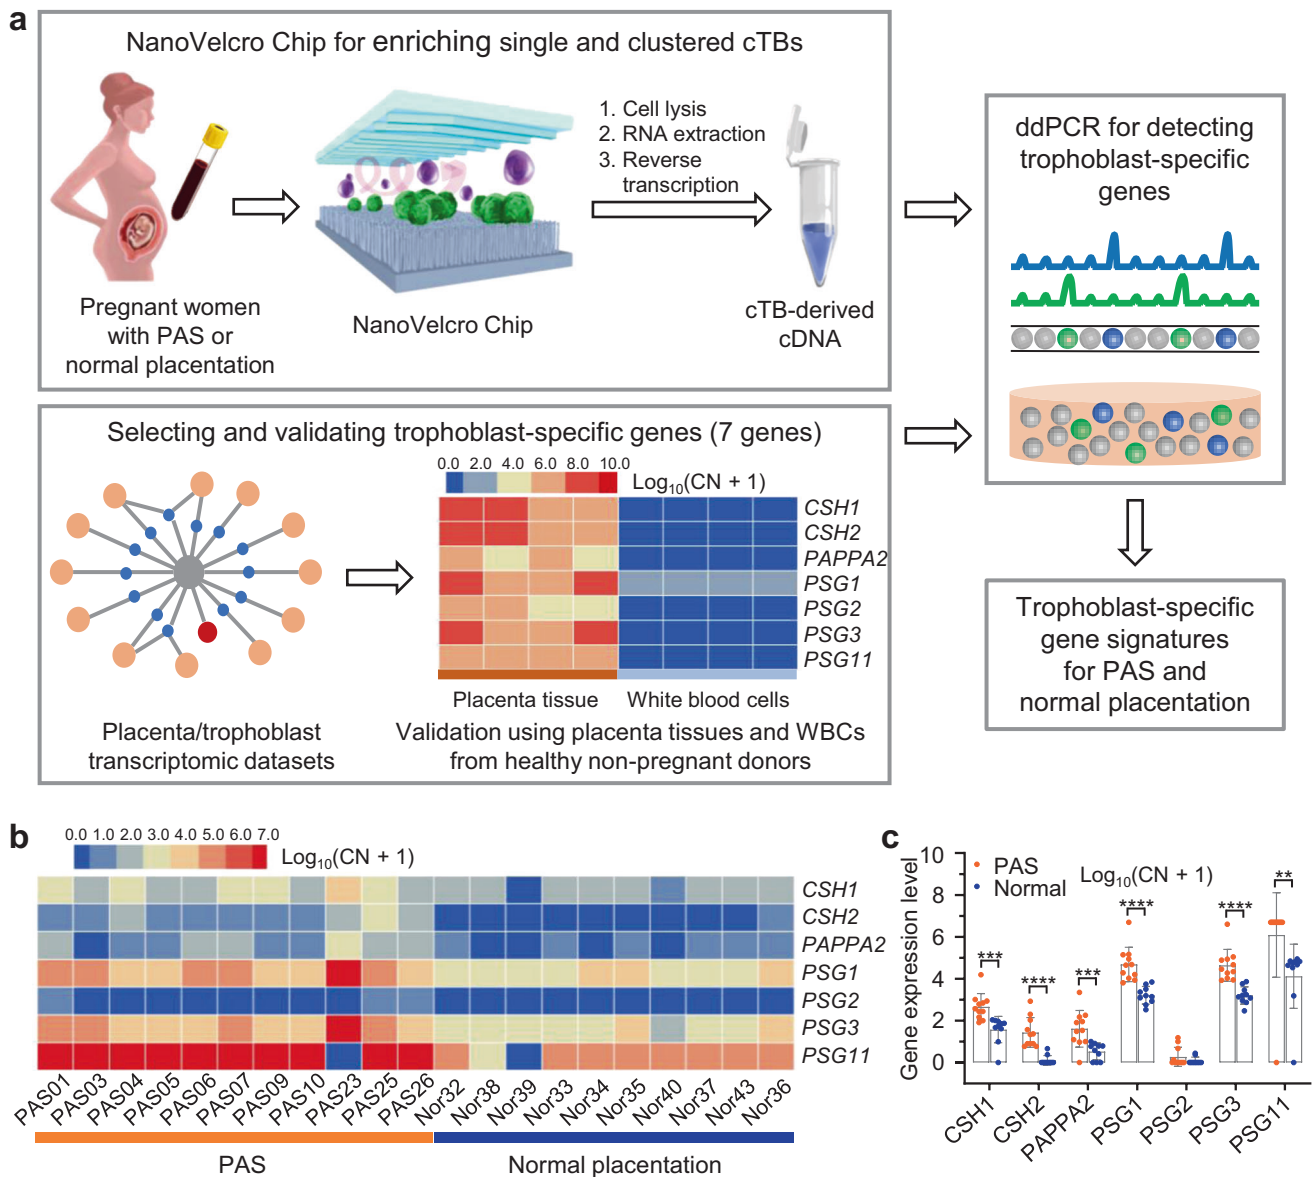 a
NanoVelcro Chip for enriching single and clustered cTBs
1. Cell lysis
2. RNA extraction
3. Reverse
transcription
Pregnant women
with PAS or
normal placentation
NanoVelcro Chip
cTB-derived
cDNA
ddPCR for detecting
trophoblast-specific
genes
Selecting and validating trophoblast-specific genes (7 genes)
0.0 2.0 4.0 6.0 8.0 10.0
Log10(CN + 1)
CSH1
CSH2
PAPPA2
PSG1
PSG2
PSG3
PSG11
Placenta tissue White blood cells
Placenta/trophoblast
transcriptomic datasets
Validation using placenta tissues and WBCs
from healthy non-pregnant donors
Trophoblast-specific
gene signatures
for PAS and
normal placentation
b
0.0 1.0 2.0 3.0 4.0 5.0 6.0 7.0
Log10(CN + 1)
CSH1
CSH2
PAPPA2
PSG1
PSG2
PSG3
PSG11
PAS01 PAS03 PAS04 PAS05 PAS06 PAS07 PAS09 PAS10 PAS23 PAS25 PAS26 Nor32 Nor38 Nor39 Nor33 Nor34 Nor35 Nor40 Nor37 Nor43 Nor36
PAS Normal placentation
c
Gene expression level
10
8
6
4
2
0
PAS
Normal
Log10(CN + 1)
*** **** *** **** **** **
CSH1 CSH2 PAPPA2 PSG1 PSG2 PSG3 PSG11